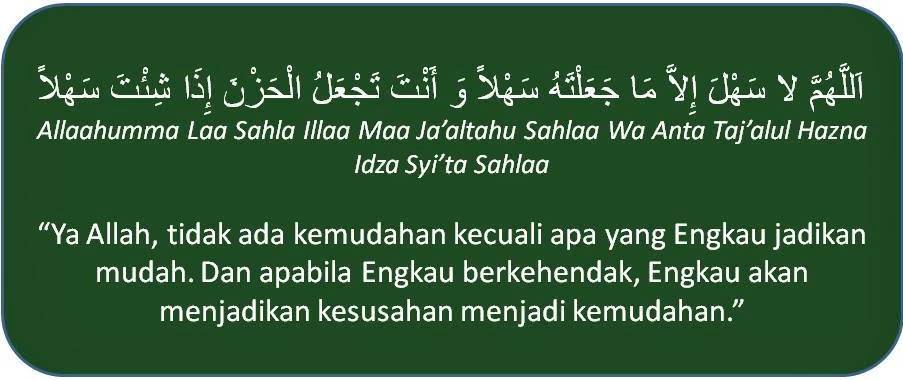 اَللَّهُمَّ لا سَهْلَ إِلاَّ مَا جَعَلْتَهُ سَهْلاً وَ أَنْتَ تَجْعَلُ الْحَزْنَ إِذَا شِئْتَ سَهْلاً
Allaahumma Laa Sahla Illaa Maa Ja’altahu Sahlaa Wa Anta Taj’alul Hazna
Idza Syi’ta Sahlaa
“Ya Allah, tidak ada kemudahan kecuali apa yang Engkau jadikan
mudah. Dan apabila Engkau berkehendak, Engkau akan
menjadikan kesusahan menjadi kemudahan.”